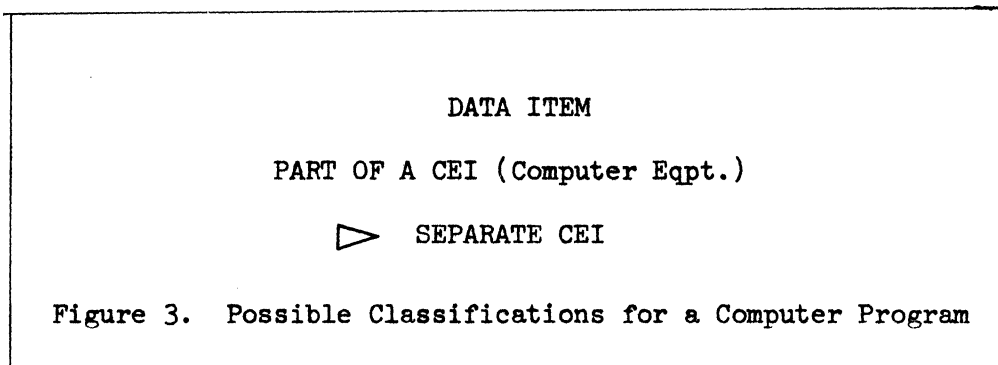 DATA ITEM
PART OF A CEI (Computer Eqpt.)
SEPARATE CEI
Figure 3. Possible Classifications for a Computer Program